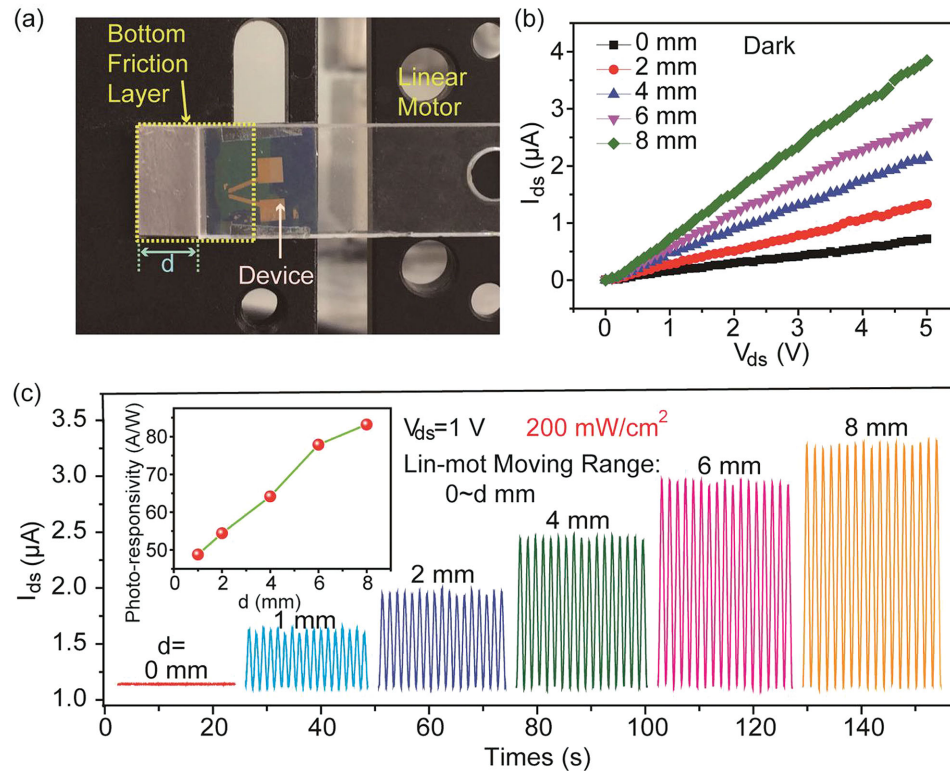 (a)
Bottom
Friction
Layer
Linear
Motor
d
Device
(b)
Dark
0 mm
2 mm
4 mm
6 mm
8 mm
I_ds (μA)
4
3
2
1
0
0 1 2 3 4 5
V_ds (V)
(c)
I_ds (μA)
3.5
3.0
2.5
2.0
1.5
1.0
Photo-responsivity (A/W)
80
70
60
50
0 2 4 6 8
d (mm)
V_ds=1 V 200 mW/cm²
Lin-mot Moving Range:
0~d mm
d=
0 mm
1 mm
2 mm
4 mm
6 mm
8 mm
0 20 40 60 80 100 120 140
Times (s)